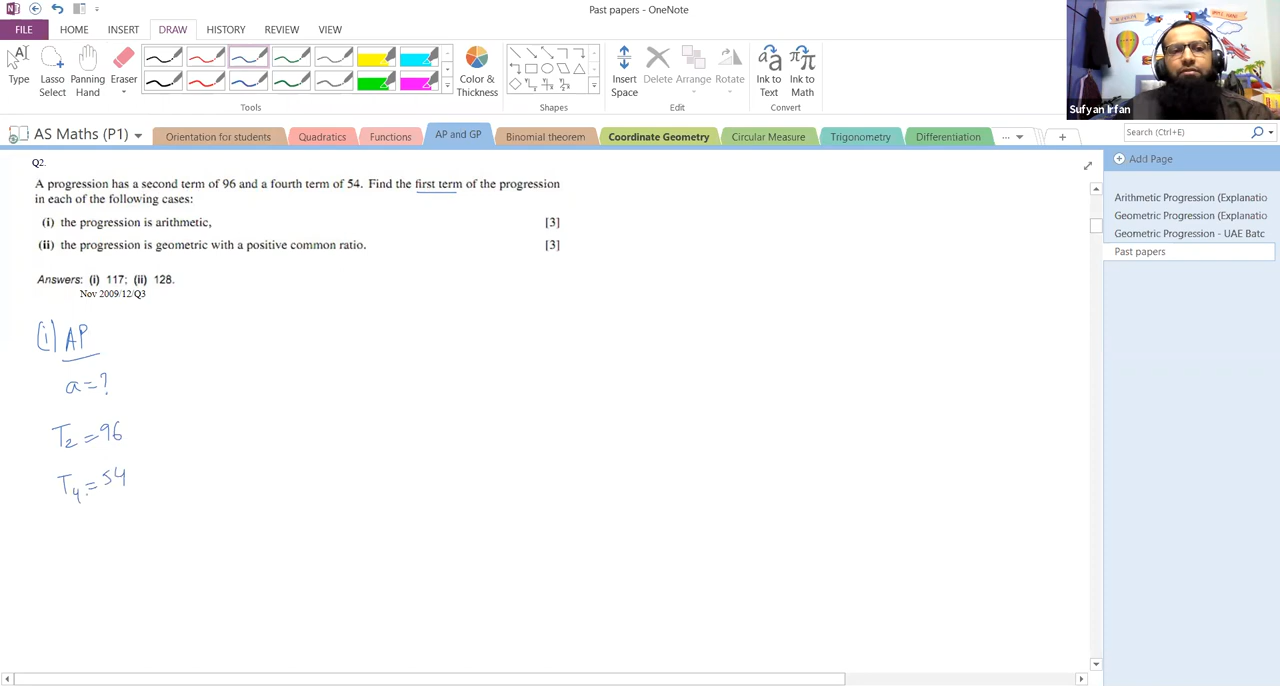 Past papers - OneNote
FILE
HOME
INSERT
DRAW
HISTORY
REVIEW
VIEW
Type
Lasso Select
Panning Hand
Eraser
Color & Thickness
Insert Space
Delete
Arrange
Rotate
Ink to Text
Ink to Math
Tools
Shapes
Edit
Convert
Sufyan Irfan
AS Maths (P1)
Orientation for students
Quadratics
Functions
AP and GP
Binomial theorem
Coordinate Geometry
Circular Measure
Trigonometry
Differentiation
...
Search (Ctrl+E)
Add Page
Arithmetic Progression (Explanatio
Geometric Progression (Explanatio
Geometric Progression - UAE Batc
Past papers
Q2.
A progression has a second term of 96 and a fourth term of 54. Find the first term of the progression
in each of the following cases:
(i) the progression is arithmetic, [3]
(ii) the progression is geometric with a positive common ratio. [3]
Answers: (i) 117; (ii) 128.
Nov 2009/12/Q3
(i) AP
a = ?
T₂ = 96
T₄ = 54